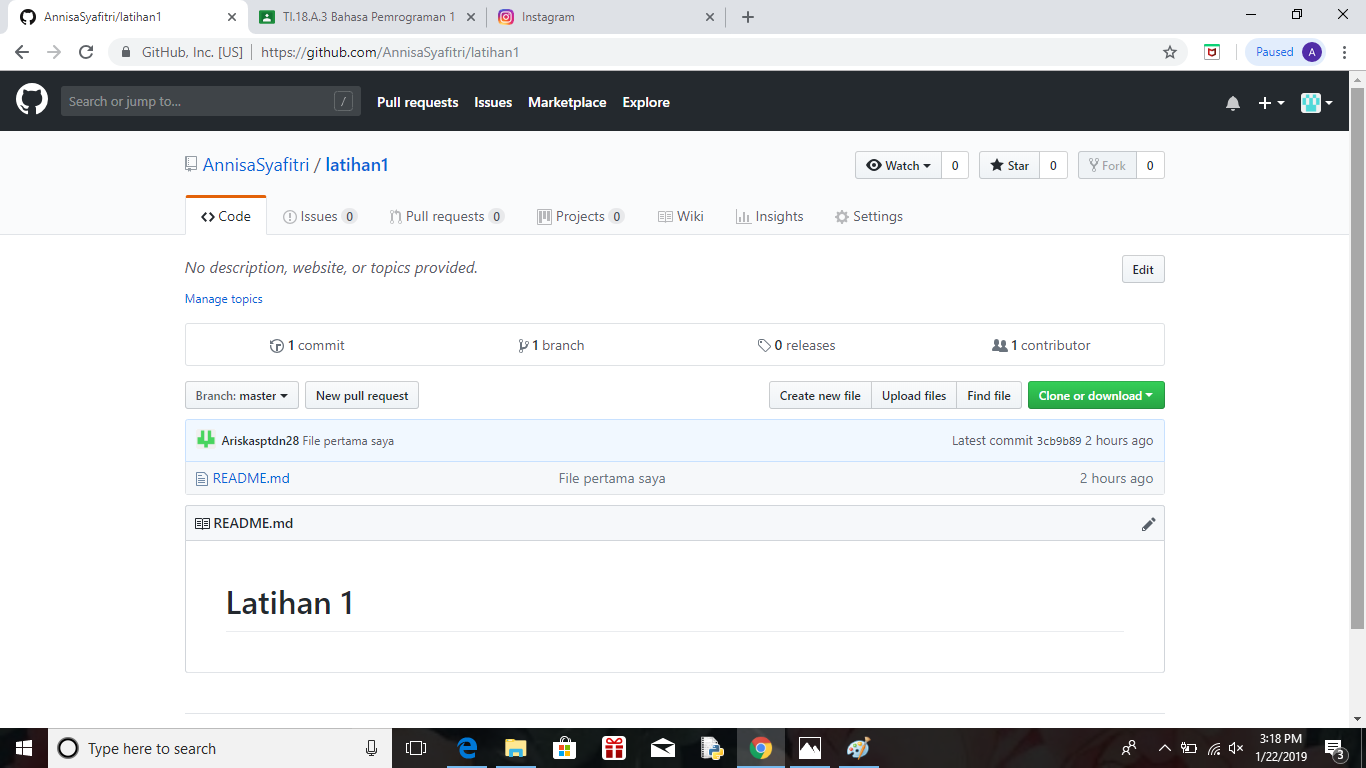 AnnisaSyafitri/latihan1
TI.18.A.3 Bahasa Pemrograman 1
Instagram
GitHub, Inc. [US] https://github.com/AnnisaSyafitri/latihan1
Paused A
Search or jump to... /
Pull requests Issues Marketplace Explore
AnnisaSyafitri / latihan1
Watch 0 Star 0 Fork 0
Code Issues 0 Pull requests 0 Projects 0 Wiki Insights Settings
No description, website, or topics provided.
Edit
Manage topics
1 commit 1 branch 0 releases 1 contributor
Branch: master New pull request Create new file Upload files Find file Clone or download
Ariskasptdn28 File pertama saya Latest commit 3cb9b89 2 hours ago
README.md File pertama saya 2 hours ago
README.md
Latihan 1
Type here to search
3:18 PM
1/22/2019
3